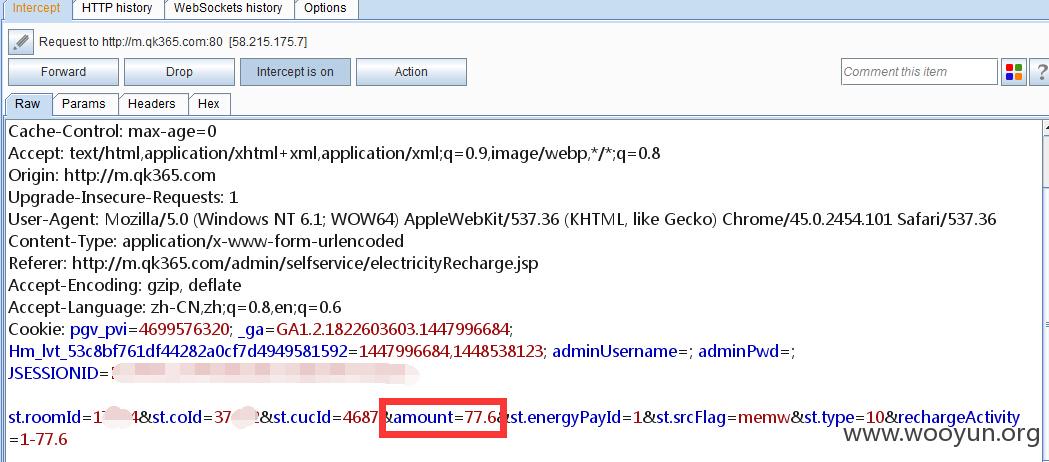 Intercept HTTP history WebSockets history Options
Request to http://m.qk365.com:80 [58.215.175.7]
Forward Drop Intercept is on Action Comment this item ?
Raw Params Headers Hex
Cache-Control: max-age=0
Accept: text/html,application/xhtml+xml,application/xml;q=0.9,image/webp,*/*;q=0.8
Origin: http://m.qk365.com
Upgrade-Insecure-Requests: 1
User-Agent: Mozilla/5.0 (Windows NT 6.1; WOW64) AppleWebKit/537.36 (KHTML, like Gecko) Chrome/45.0.2454.101 Safari/537.36
Content-Type: application/x-www-form-urlencoded
Referer: http://m.qk365.com/admin/selfservice/electricityRecharge.jsp
Accept-Encoding: gzip, deflate
Accept-Language: zh-CN,zh;q=0.8,en;q=0.6
Cookie: pgv_pvi=4699576320; _ga=GA1.2.1822603603.1447996684;
Hm_lvt_53c8bf761df44282a0cf7d4949581592=1447996684,1448538123; adminUsername=; adminPwd=;
JSESSIONID=
st.roomId=1 4&st.coId=37 2&st.cucId=4687 &amount=77.6&st.energyPayId=1&st.srcFlag=memw&st.type=10&rechargeActivity
=1-77.6
www.wooyun.org